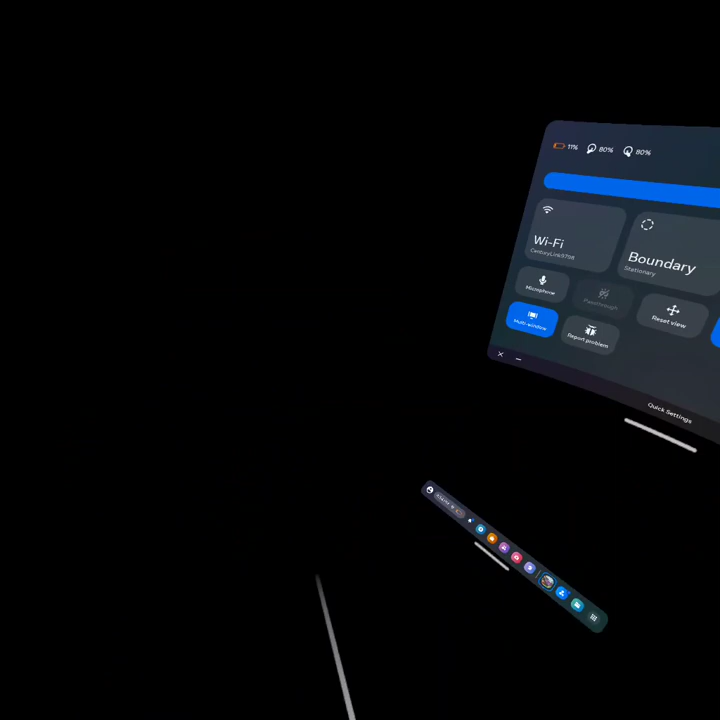 11% 80% 80%
Wi-Fi
CenturyLink9708
Boundary
Stationary
Microphone
Passthrough
Reset view
Multi-window
Report problem
Quick Settings